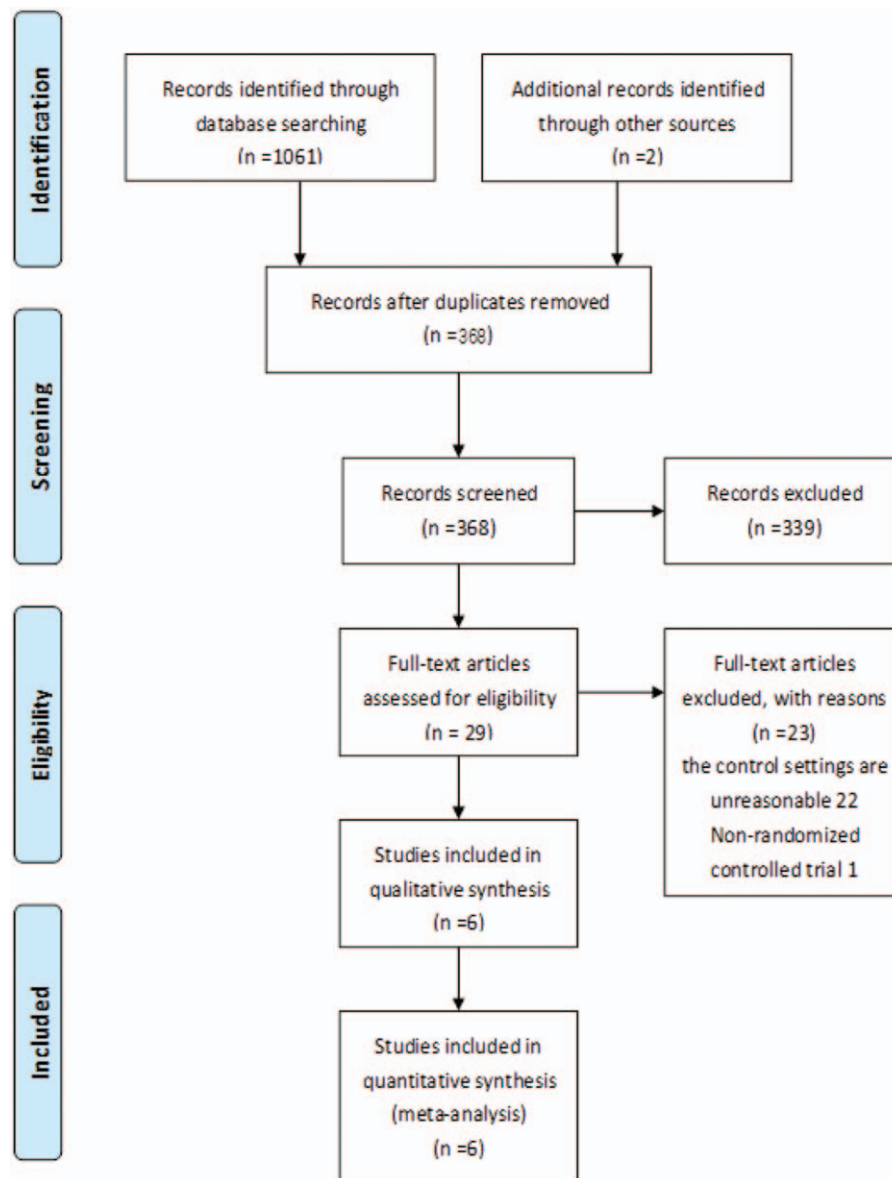 Identification
Records identified through
database searching
(n =1061)
Additional records identified
through other sources
(n =2)
Records after duplicates removed
(n =368)
Screening
Records screened
(n =368)
Records excluded
(n =339)
Eligibility
Full-text articles
assessed for eligibility
(n = 29)
Full-text articles
excluded, with reasons
(n =23)
the control settings are
unreasonable 22
Non-randomized
controlled trial 1
Studies included in
qualitative synthesis
(n =6)
Included
Studies included in
quantitative synthesis
(meta-analysis)
(n =6)